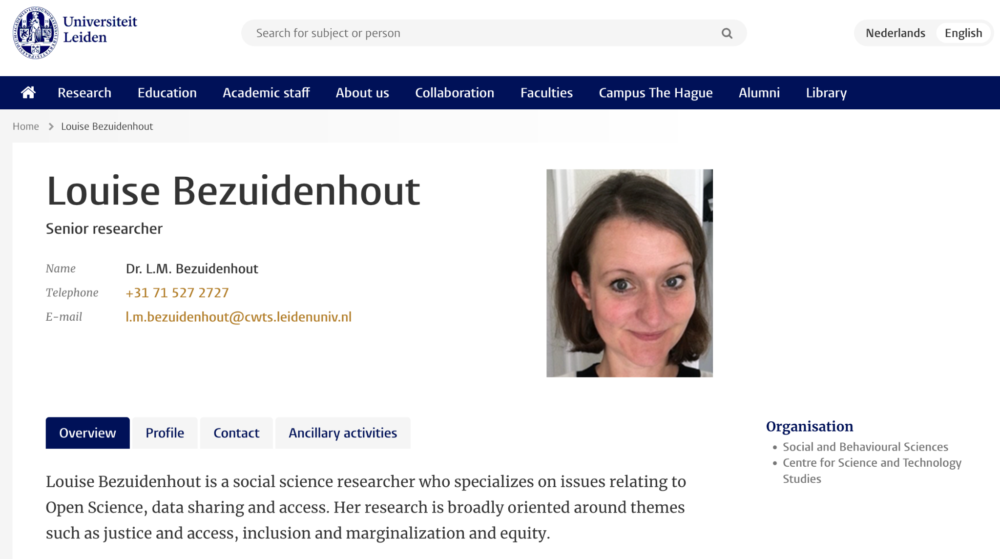 Universiteit
Leiden
Search for subject or person
Nederlands English
Research Education Academic staff About us Collaboration Faculties Campus The Hague Alumni Library
Home Louise Bezuidenhout
Louise Bezuidenhout
Senior researcher
Name Dr. L.M. Bezuidenhout
Telephone +31 71 527 2727
E-mail l.m.bezuidenhout@cwts.leidenuniv.nl
Overview Profile Contact Ancillary activities
Louise Bezuidenhout is a social science researcher who specializes on issues relating to
Open Science, data sharing and access. Her research is broadly oriented around themes
such as justice and access, inclusion and marginalization and equity.
Organisation
Social and Behavioural Sciences
Centre for Science and Technology
Studies